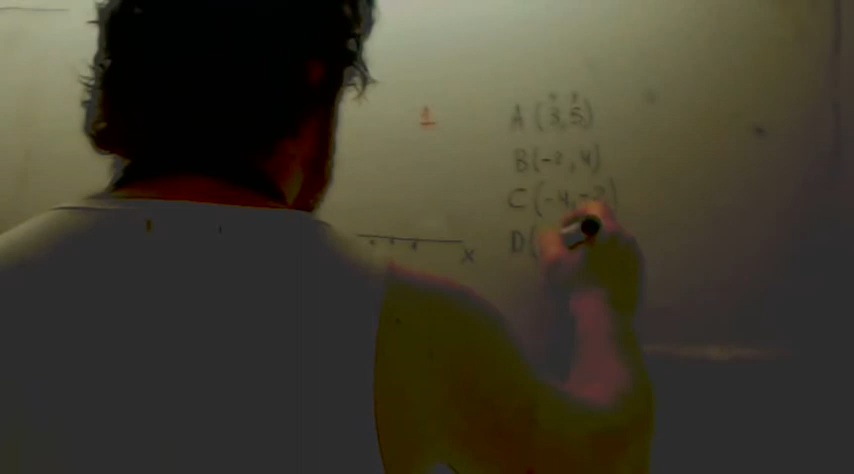 1
A (3,5)
B(-2,4)
C(-4,-2)
D(
X